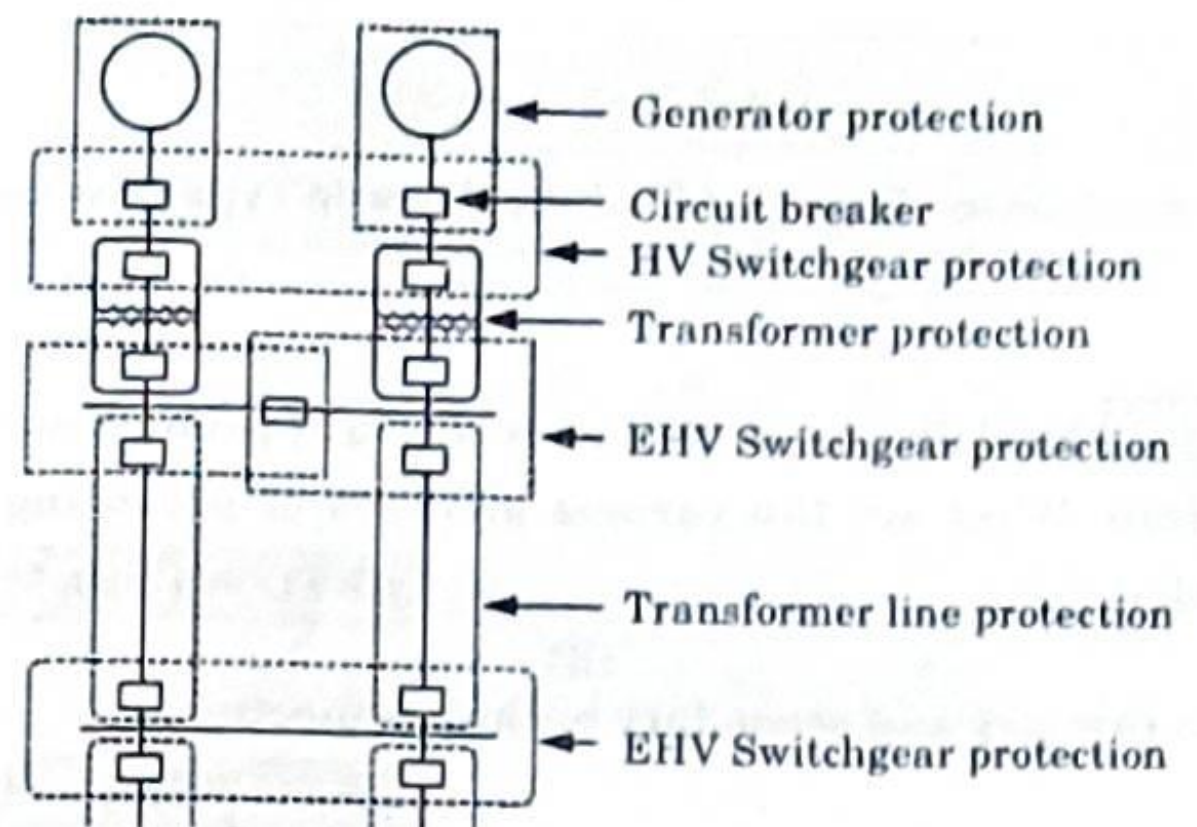 Generator protection
Circuit breaker
HV Switchgear protection
Transformer protection
EHV Switchgear protection
Transformer line protection
EHV Switchgear protection